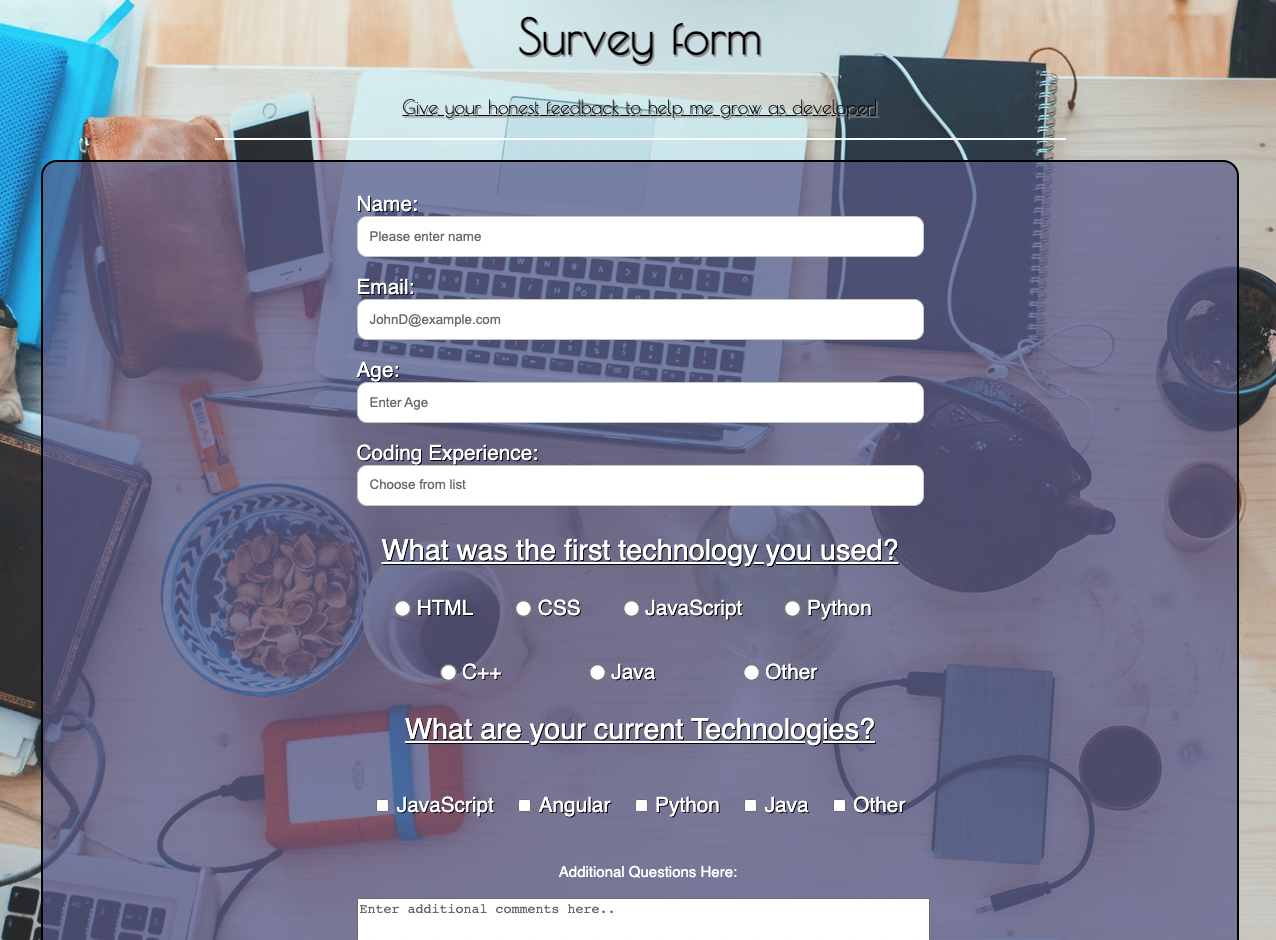 Survey form
Give your honest feedback to help me grow as developer!
Name:
Please enter name
Email:
JohnD@example.com
Age:
Enter Age
Coding Experience:
Choose from list
What was the first technology you used?
HTML CSS JavaScript Python
C++ Java Other
What are your current Technologies?
JavaScript Angular Python Java Other
Additional Questions Here:
Enter additional comments here..